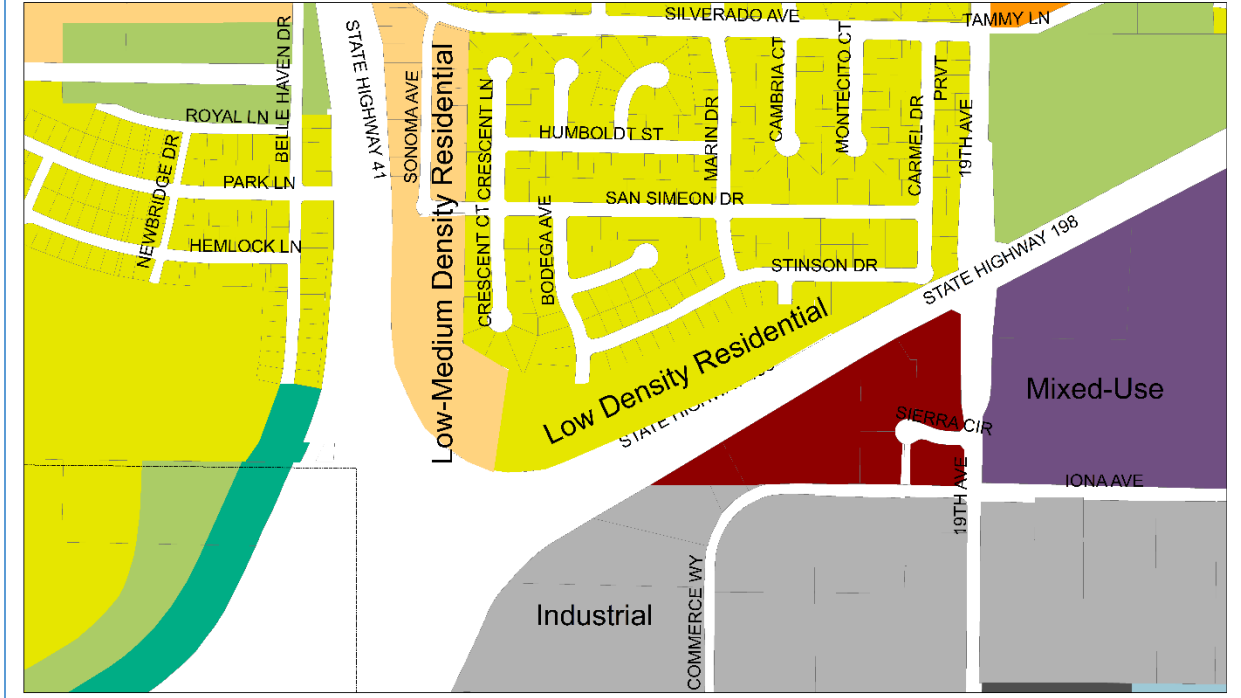 SILVERADO AVE
TAMMY LN
STATE HIGHWAY 41
BELLE HAVEN DR
SONOMA AVE
Low-Medium Density Residential
CRESCENT LN
CAMBRIA CT
MONTECITO CT
PRVT
ROYAL LN
HUMBOLDT ST
MARIN DR
CARMEL DR
19TH AVE
NEWBRIDGE DR
PARK LN
SAN SIMEON DR
HEMLOCK LN
CRESCENT CT
BODEGA AVE
STINSON DR
STATE HIGHWAY 198
Low Density Residential
STATE HIGHWAY
Mixed-Use
SIERRA CIR
19TH AVE
IONA AVE
COMMERCE WY
Industrial